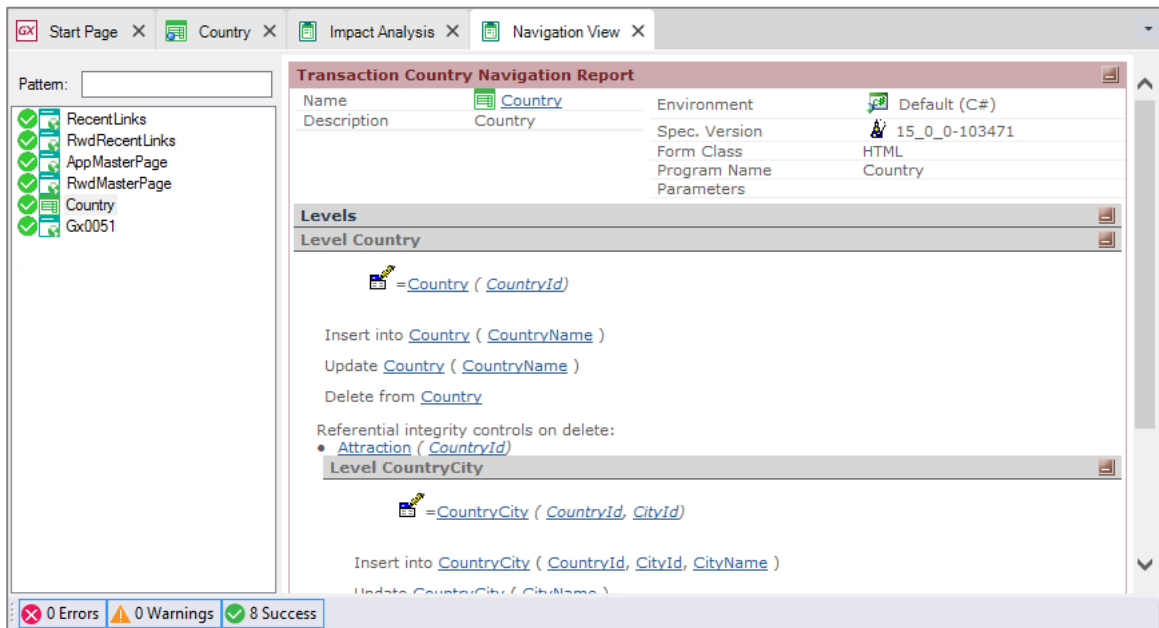 GX Start Page Country Impact Analysis Navigation View
Pattern:
RecentLinks
RwdRecentLinks
AppMasterPage
RwdMasterPage
Country
Gx0051
Transaction Country Navigation Report
Name Country
Description Country
Environment Default (C#)
Spec. Version 15_0_0-103471
Form Class HTML
Program Name Country
Parameters
Levels
Level Country
=Country ( CountryId)
Insert into Country ( CountryName )
Update Country ( CountryName )
Delete from Country
Referential integrity controls on delete:
• Attraction ( CountryId)
Level CountryCity
=CountryCity ( CountryId, CityId)
Insert into CountryCity ( CountryId, CityId, CityName )
Update CountryCity ( CityName )
0 Errors 0 Warnings 8 Success